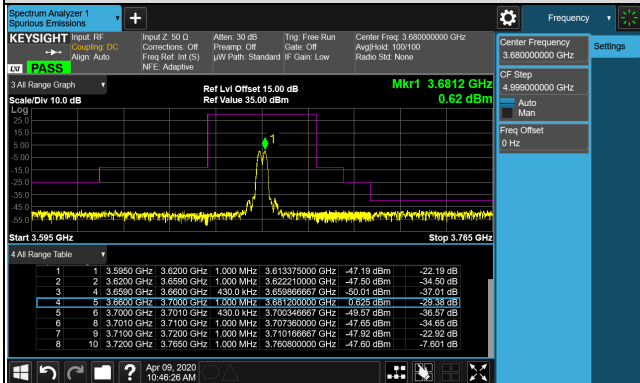 Spectrum Analyzer 1
Spurious Emissions
Frequency
KEYSIGHT Input: RF
Coupling: DC
Align: Auto
Input Z: 50 Ω
Corrections: Off
Freq Ref: Int (S)
NFE: Adaptive
Atten: 30 dB
Preamp: Off
µW Path: Standard
Trig: Free Run
Gate: Off
IF Gain: Low
Center Freq: 3.680000000 GHz
Avg|Hold: 100/100
Radio Std: None
LXI PASS
Center Frequency
3.680000000 GHz
Settings
CF Step
4.999000000 GHz
Auto
Man
Freq Offset
0 Hz
3 All Range Graph
Scale/Div 10.0 dB
Ref Lvl Offset 15.00 dB
Ref Value 35.00 dBm
Mkr1 3.6812 GHz
0.62 dBm
Log
25.0
15.0
5.00
-5.00
-15.0
-25.0
-35.0
-45.0
-55.0
1
Start 3.595 GHz
Stop 3.765 GHz
4 All Range Table
1 1 3.5950 GHz 3.6200 GHz 1.000 MHz 3.613375000 GHz -47.19 dBm -22.19 dB
2 2 3.6200 GHz 3.6590 GHz 1.000 MHz 3.622210000 GHz -47.50 dBm -34.50 dB
3 4 3.6590 GHz 3.6600 GHz 430.0 kHz 3.659866667 GHz -50.01 dBm -37.01 dB
4 5 3.6600 GHz 3.7000 GHz 1.000 MHz 3.681200000 GHz 0.625 dBm -29.38 dB
5 6 3.7000 GHz 3.7010 GHz 430.0 kHz 3.700346667 GHz -49.57 dBm -36.57 dB
6 8 3.7010 GHz 3.7100 GHz 1.000 MHz 3.707360000 GHz -47.65 dBm -34.65 dB
7 9 3.7100 GHz 3.7200 GHz 1.000 MHz 3.710166667 GHz -47.92 dBm -22.92 dB
8 10 3.7200 GHz 3.7650 GHz 1.000 MHz 3.760800000 GHz -47.60 dBm -7.601 dB
Apr 09, 2020
10:46:26 AM